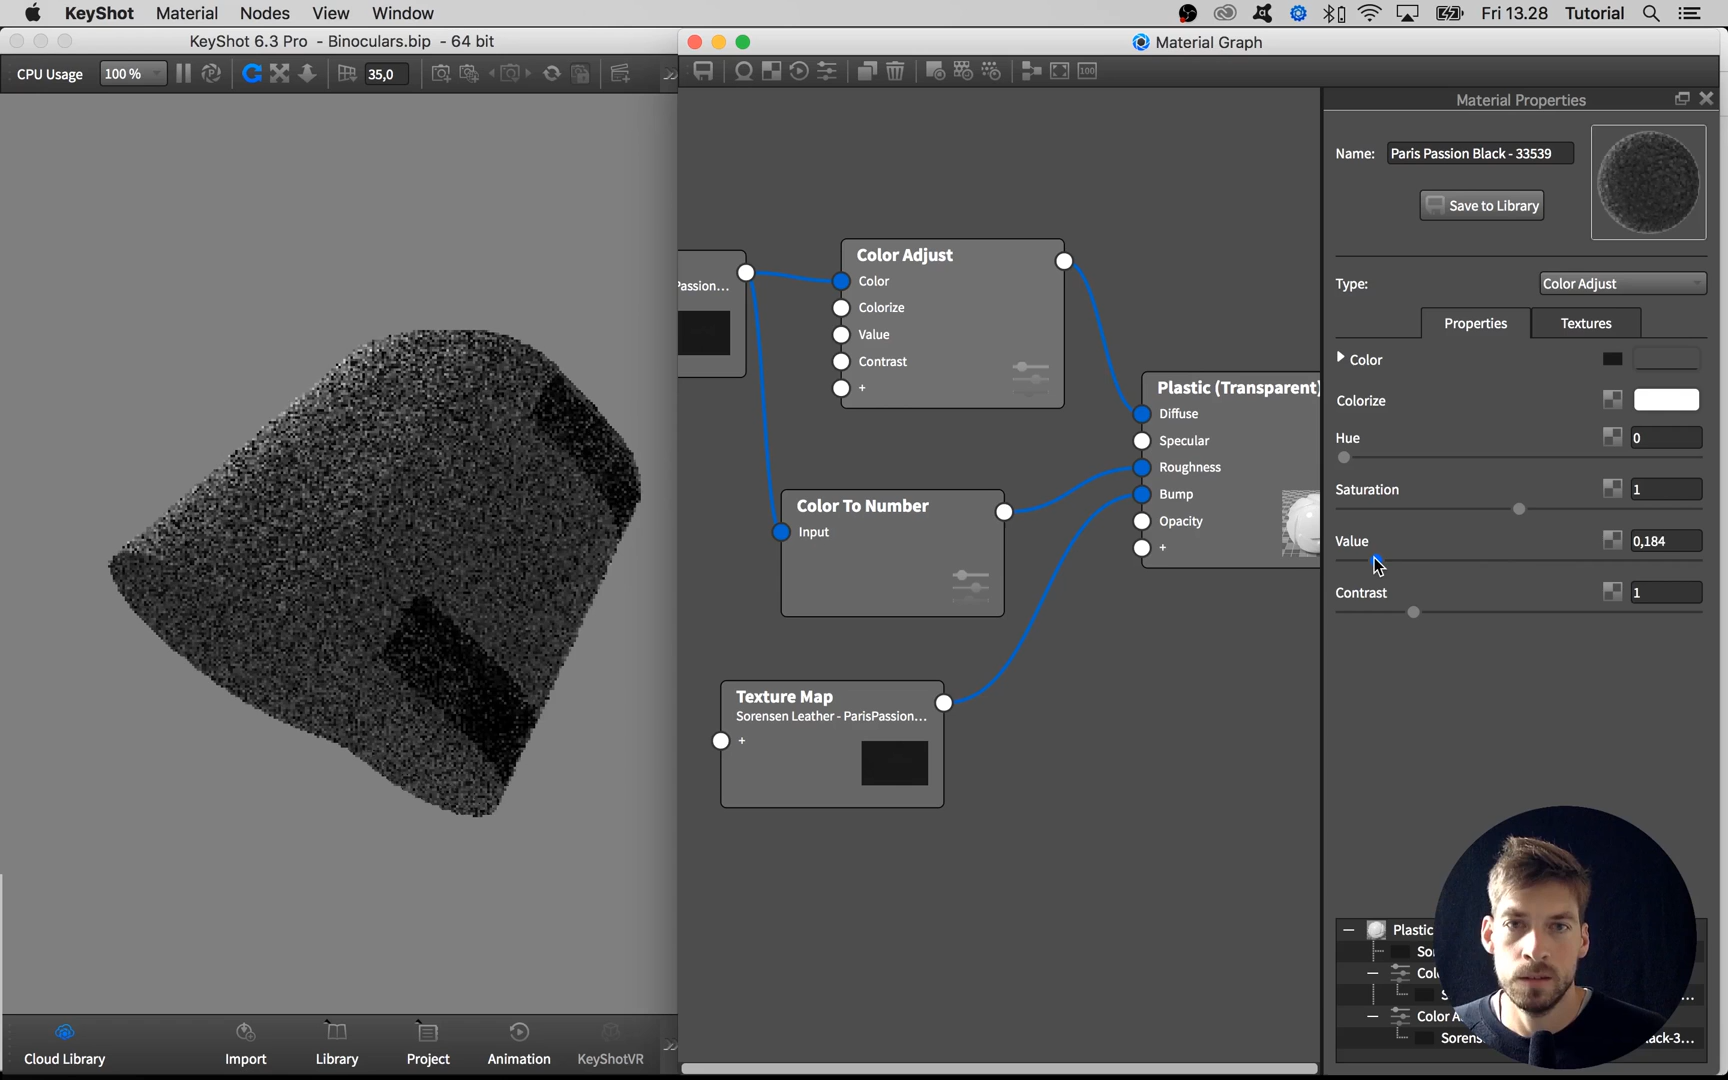 KeyShot Material Nodes View Window Fri 13.28 Tutorial
KeyShot 6.3 Pro - Binoculars.bip - 64 bit
Material Graph
CPU Usage 100 % 35,0
100
Material Properties
Name: Paris Passion Black - 33539
Save to Library
Type: Color Adjust
Properties Textures
Color
Colorize
Hue 0
Saturation 1
Value 0,184
Contrast 1
Passion...
Color Adjust
Color
Colorize
Value
Contrast
+
Plastic (Transparent)
Diffuse
Specular
Roughness
Bump
Opacity
+
Color To Number
Input
Texture Map
Sorensen Leather - ParisPassion...
+
Plastic
Color A
ack-3...
Cloud Library Import Library Project Animation KeyShotVR